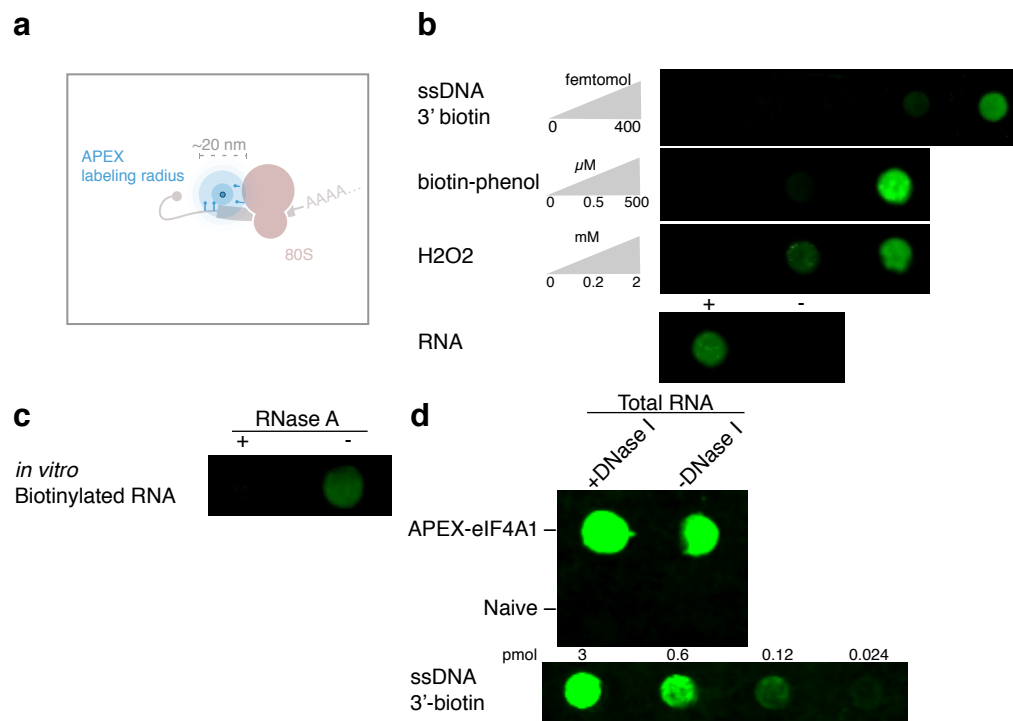 a
~20 nm
APEX
labeling radius
AAAA...
80S
b
ssDNA
3' biotin
femtomol
0 400
biotin-phenol
µM
0 0.5 500
H2O2
mM
0 0.2 2
+ -
RNA
c
RNase A
+ -
in vitro
Biotinylated RNA
d
Total RNA
+DNase I
-DNase I
APEX-eIF4A1
Naive
pmol 3 0.6 0.12 0.024
ssDNA
3'-biotin